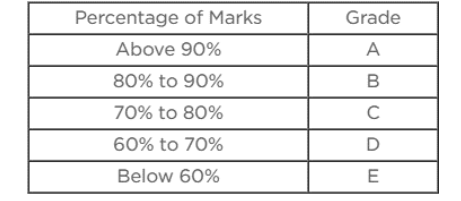 Percentage of Marks Grade
Above 90% A
80% to 90% B
70% to 80% C
60% to 70% D
Below 60% E